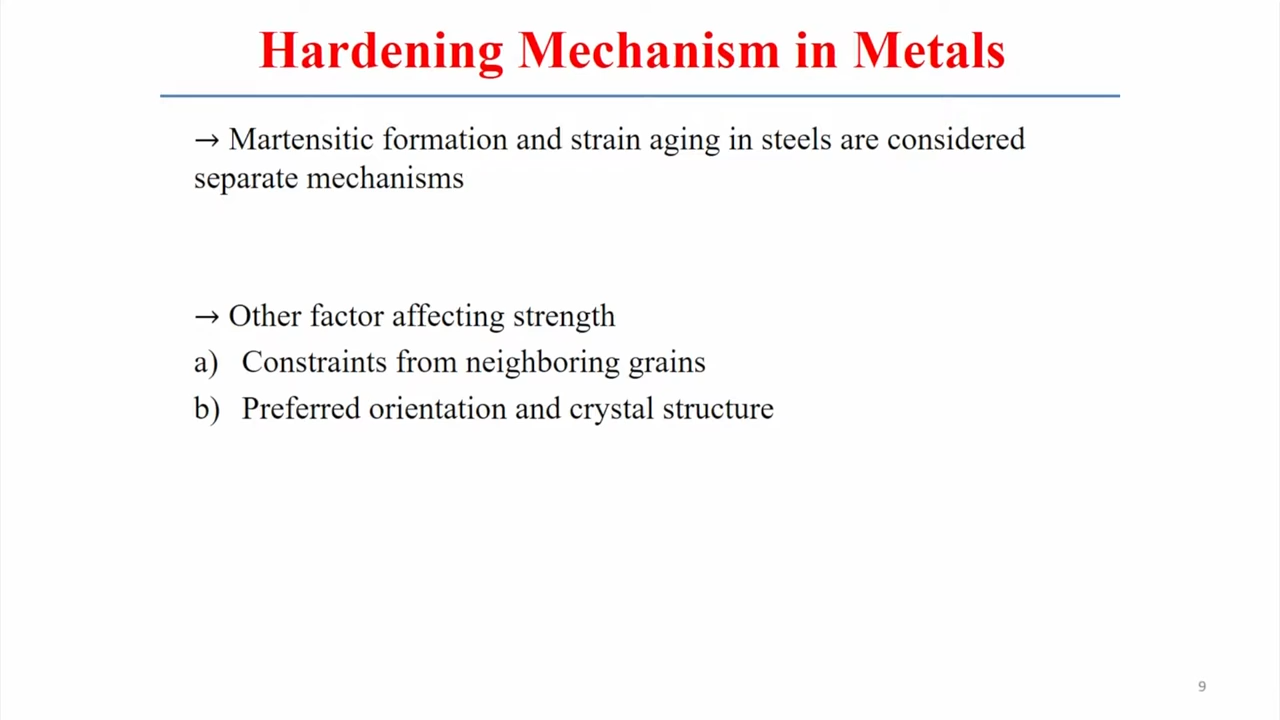 Hardening Mechanism in Metals
→ Martensitic formation and strain aging in steels are considered
separate mechanisms
→ Other factor affecting strength
a) Constraints from neighboring grains
b) Preferred orientation and crystal structure
9